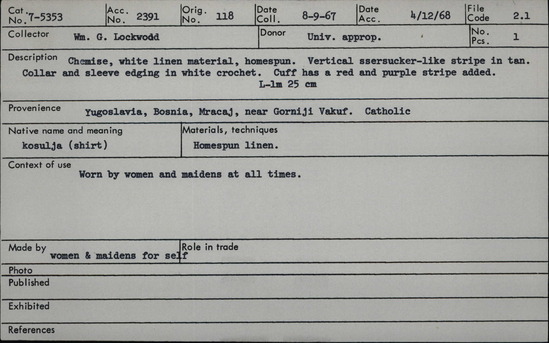 Cat. No. 7-5353 Acc. No. 2391 Orig. No. 118 Date Coll. 8-9-67 Date Acc. 4/12/68 File Code 2.1
Collector Wm. G. Lockwodd Donor Univ. approp. No. Pcs. 1
Description Chemise, white linen material, homespun. Vertical ssersucker-like stripe in tan.
Collar and sleeve edging in white crochet. Cuff has a red and purple stripe added.
L-1m 25 cm
Provenience Yugoslavia, Bosnia, Mracaj, near Gorniji Vakuf. Catholic
Native name and meaning Materials, techniques
kosulja (shirt) Homespun linen.
Context of use
Worn by women and maidens at all times.
Made by women & maidens for self Role in trade
Photo
Published
Exhibited
References